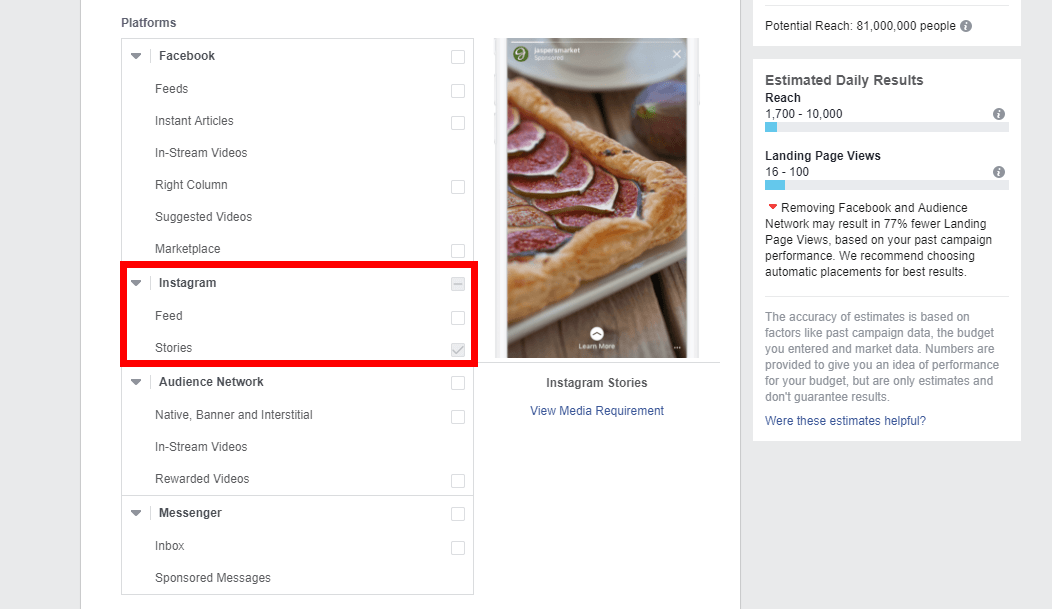 Platforms
Facebook
Feeds
Instant Articles
In-Stream Videos
Right Column
Suggested Videos
Marketplace
Instagram
Feed
Stories
Audience Network
Native, Banner and Interstitial
In-Stream Videos
Rewarded Videos
Messenger
Inbox
Sponsored Messages
jaspersmarket
Sponsored
Learn More
Instagram Stories
View Media Requirement
Potential Reach: 81,000,000 people
Estimated Daily Results
Reach
1,700 - 10,000
Landing Page Views
16 - 100
Removing Facebook and Audience
Network may result in 77% fewer Landing
Page Views, based on your past campaign
performance. We recommend choosing
automatic placements for best results.
The accuracy of estimates is based on
factors like past campaign data, the budget
you entered and market data. Numbers are
provided to give you an idea of performance
for your budget, but are only estimates and
don't guarantee results.
Were these estimates helpful?